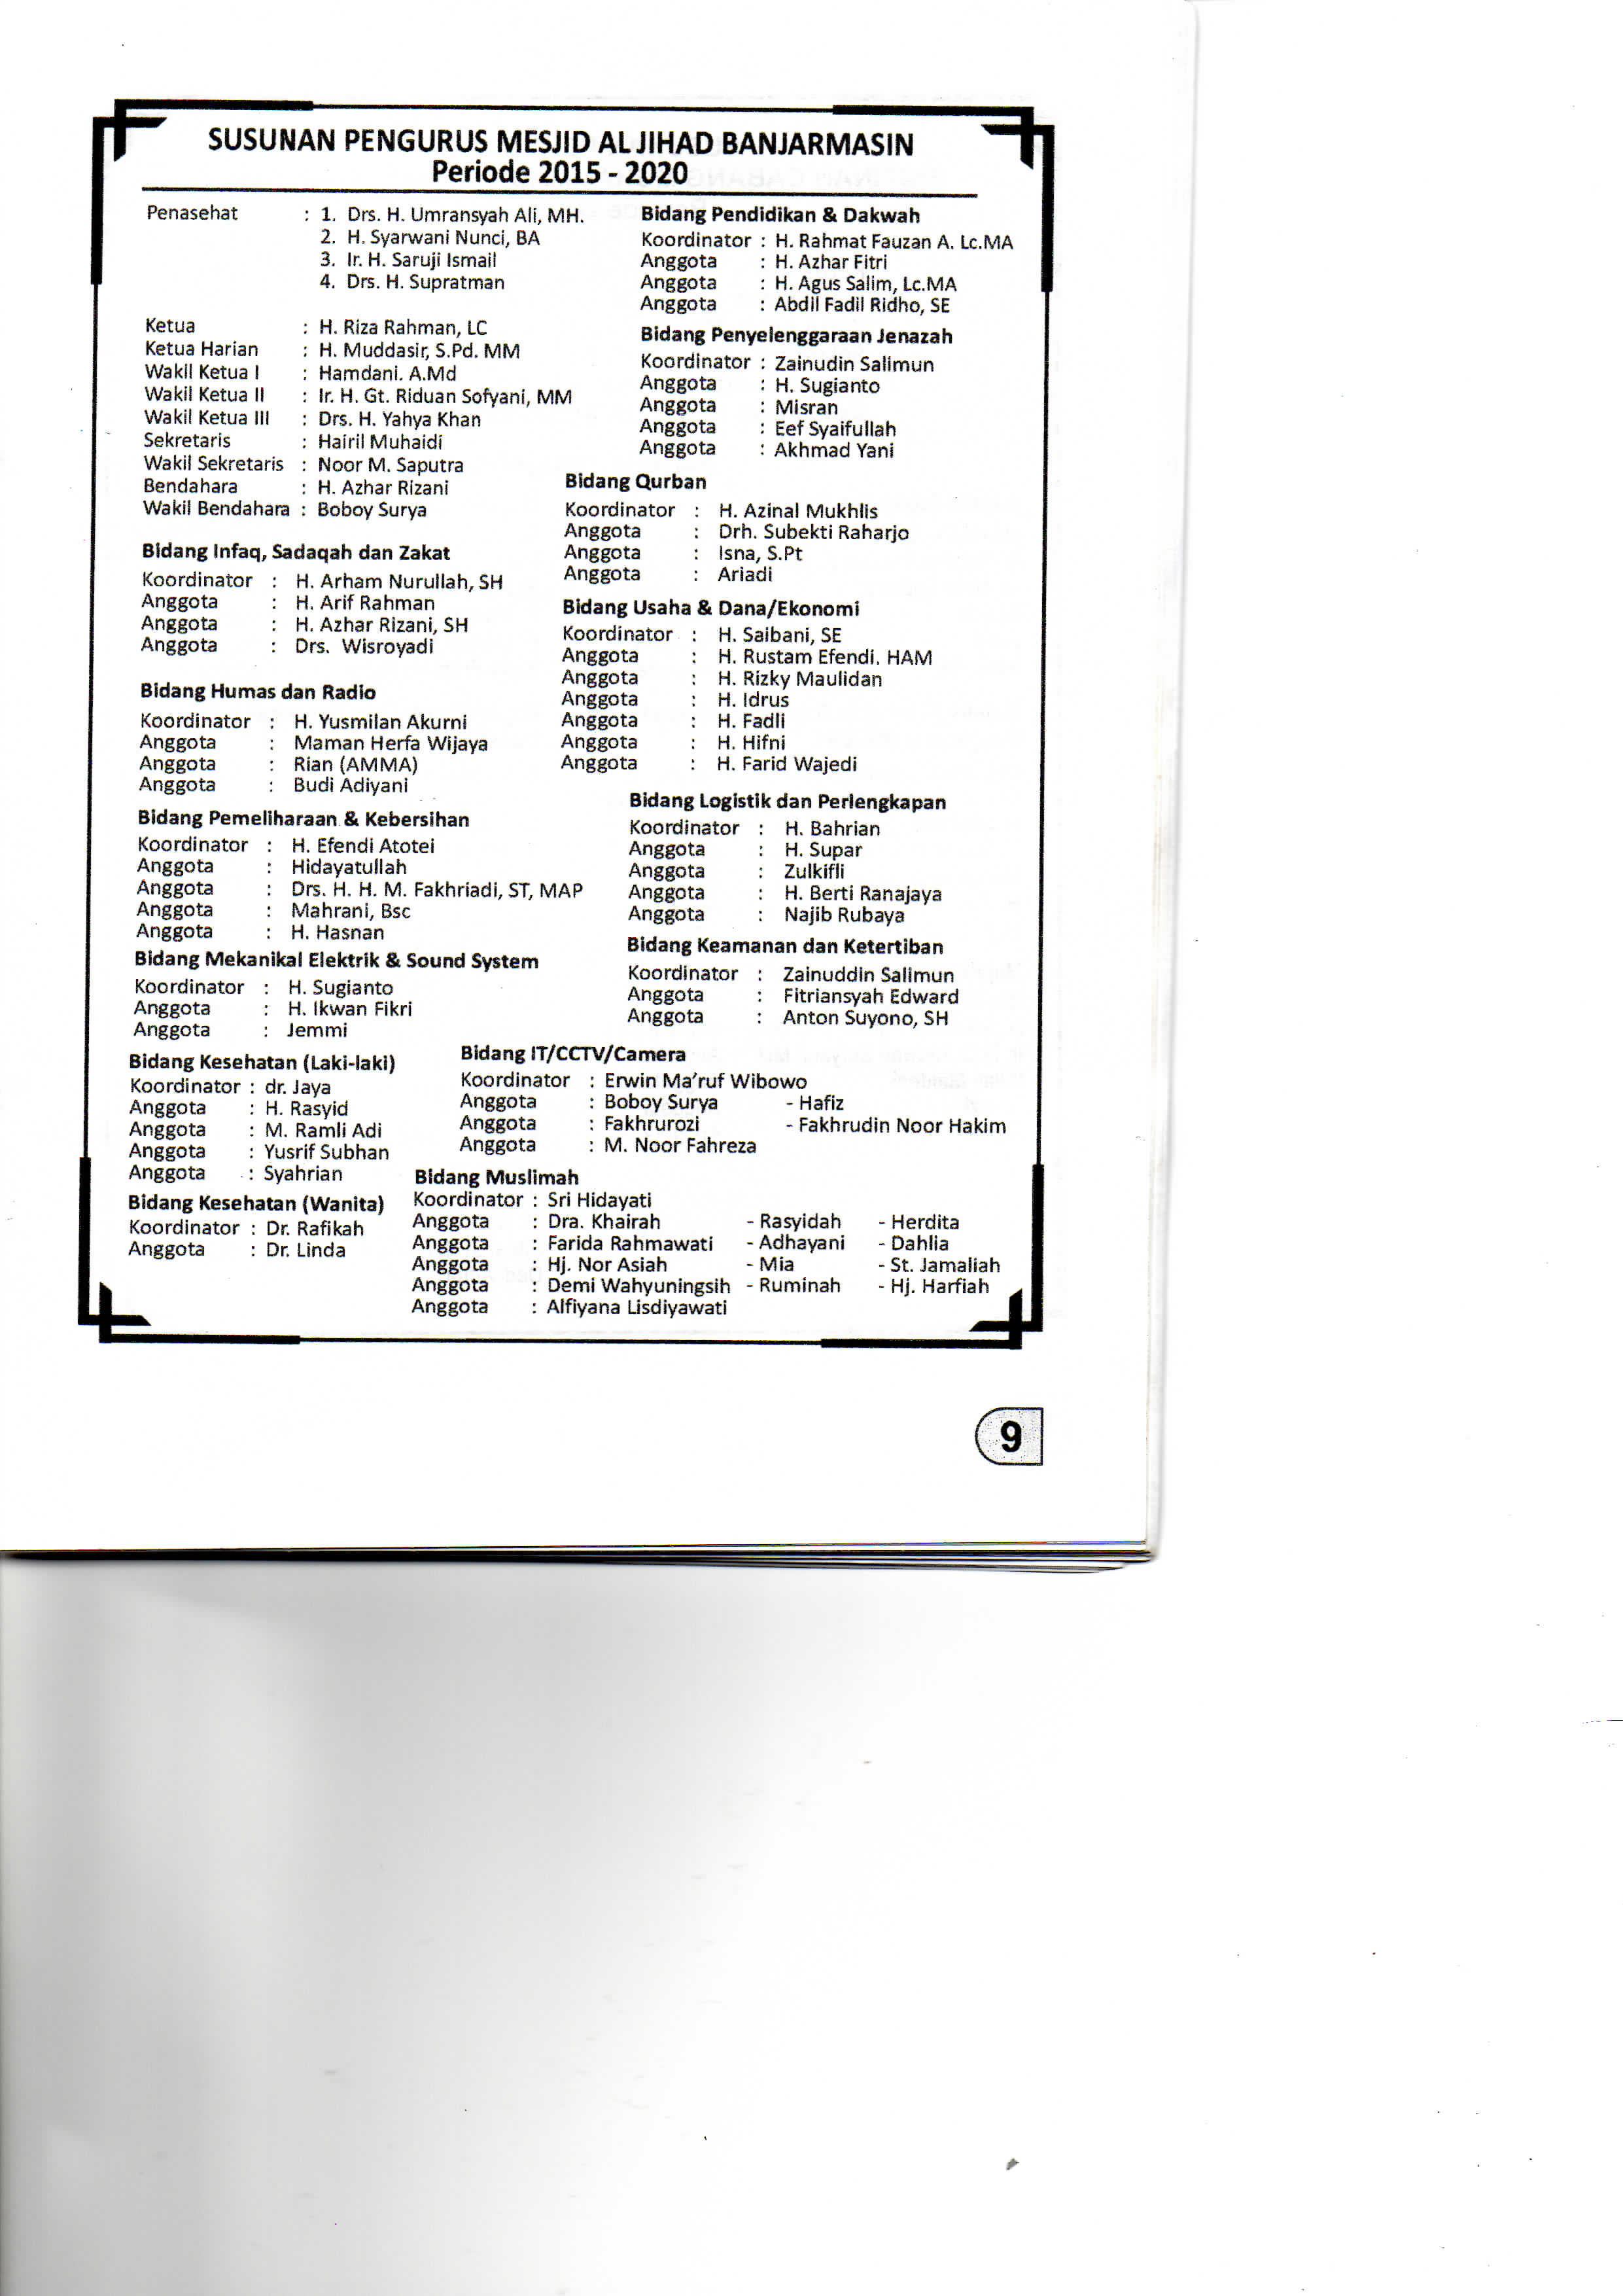 SUSUNAN PENGURUS MESJID AL JIHAD BANJARMASIN
Periode 2015 - 2020
Penasehat : 1. Drs. H. Umransyah Ali, MH.
2. H. Syarwani Nunci, BA
3. Ir. H. Saruji Ismail
4. Drs. H. Supratman
Ketua : H. Riza Rahman, LC
Ketua Harian : H. Muddasir, S.Pd. MM
Wakil Ketua I : Hamdani. A.Md
Wakil Ketua II : Ir. H. Gt. Riduan Sofyani, MM
Wakil Ketua III : Drs. H. Yahya Khan
Sekretaris : Hairil Muhaidi
Wakil Sekretaris : Noor M. Saputra
Bendahara : H. Azhar Rizani
Wakil Bendahara : Boboy Surya
Bidang Infaq, Sadaqah dan Zakat
Koordinator : H. Arham Nurullah, SH
Anggota : H. Arif Rahman
Anggota : H. Azhar Rizani, SH
Anggota : Drs. Wisroyadi
Bidang Humas dan Radio
Koordinator : H. Yusmilan Akurni
Anggota : Maman Herfa Wijaya
Anggota : Rian (AMMA)
Anggota : Budi Adiyani
Bidang Pemeliharaan & Kebersihan
Koordinator : H. Efendi Atotei
Anggota : Hidayatullah
Anggota : Drs. H. H. M. Fakhriadi, ST, MAP
Anggota : Mahrani, Bsc
Anggota : H. Hasnan
Bidang Mekanikal Elektrik & Sound System
Koordinator : H. Sugianto
Anggota : H. Ikwan Fikri
Anggota : Jemmi
Bidang Kesehatan (Laki-laki)
Koordinator : dr. Jaya
Anggota : H. Rasyid
Anggota : M. Ramli Adi
Anggota : Yusrif Subhan
Anggota : Syahrian
Bidang Kesehatan (Wanita)
Koordinator : Dr. Rafikah
Anggota : Dr. Linda
Bidang Pendidikan & Dakwah
Koordinator : H. Rahmat Fauzan A. Lc.MA
Anggota : H. Azhar Fitri
Anggota : H. Agus Salim, Lc.MA
Anggota : Abdil Fadil Ridho, SE
Bidang Penyelenggaraan Jenazah
Koordinator : Zainudin Salimun
Anggota : H. Sugianto
Anggota : Misran
Anggota : Eef Syaifullah
Anggota : Akhmad Yani
Bidang Qurban
Koordinator : H. Azinal Mukhlis
Anggota : Drh. Subekti Raharjo
Anggota : Isna, S.Pt
Anggota : Ariadi
Bidang Usaha & Dana/Ekonomi
Koordinator : H. Saibani, SE
Anggota : H. Rustam Efendi. HAM
Anggota : H. Rizky Maulidan
Anggota : H. Idrus
Anggota : H. Fadli
Anggota : H. Hifni
Anggota : H. Farid Wajedi
Bidang Logistik dan Perlengkapan
Koordinator : H. Bahrian
Anggota : H. Supar
Anggota : Zulkifli
Anggota : H. Berti Ranajaya
Anggota : Najib Rubaya
Bidang Keamanan dan Ketertiban
Koordinator : Zainuddin Salimun
Anggota : Fitriansyah Edward
Anggota : Anton Suyono, SH
Bidang IT/CCTV/Camera
Koordinator : Erwin Ma'ruf Wibowo
Anggota : Boboy Surya - Hafiz
Anggota : Fakhrurozi - Fakhrudin Noor Hakim
Anggota : M. Noor Fahreza
Bidang Muslimah
Koordinator : Sri Hidayati
Anggota : Dra. Khairah - Rasyidah - Herdita
Anggota : Farida Rahmawati - Adhayani - Dahlia
Anggota : Hj. Nor Asiah - Mia - St. Jamaliah
Anggota : Demi Wahyuningsih - Ruminah - Hj. Harfiah
Anggota : Alfiyana Lisdiyawati
9